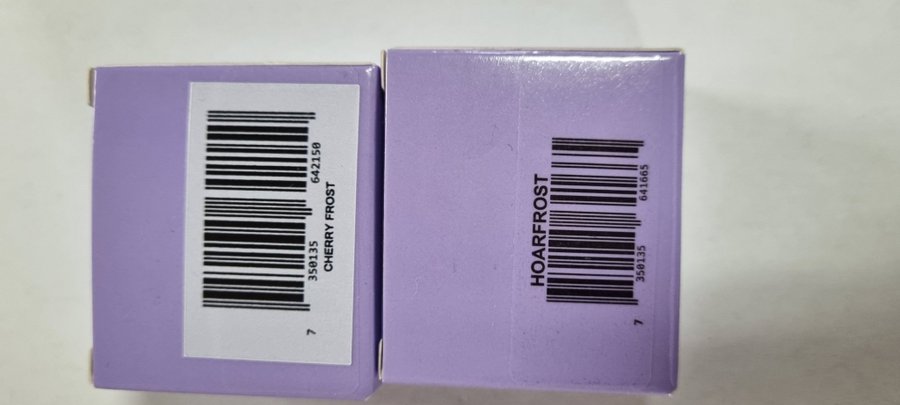 7 350135 642150
CHERRY FROST
HOARFROST
7 350135 641665